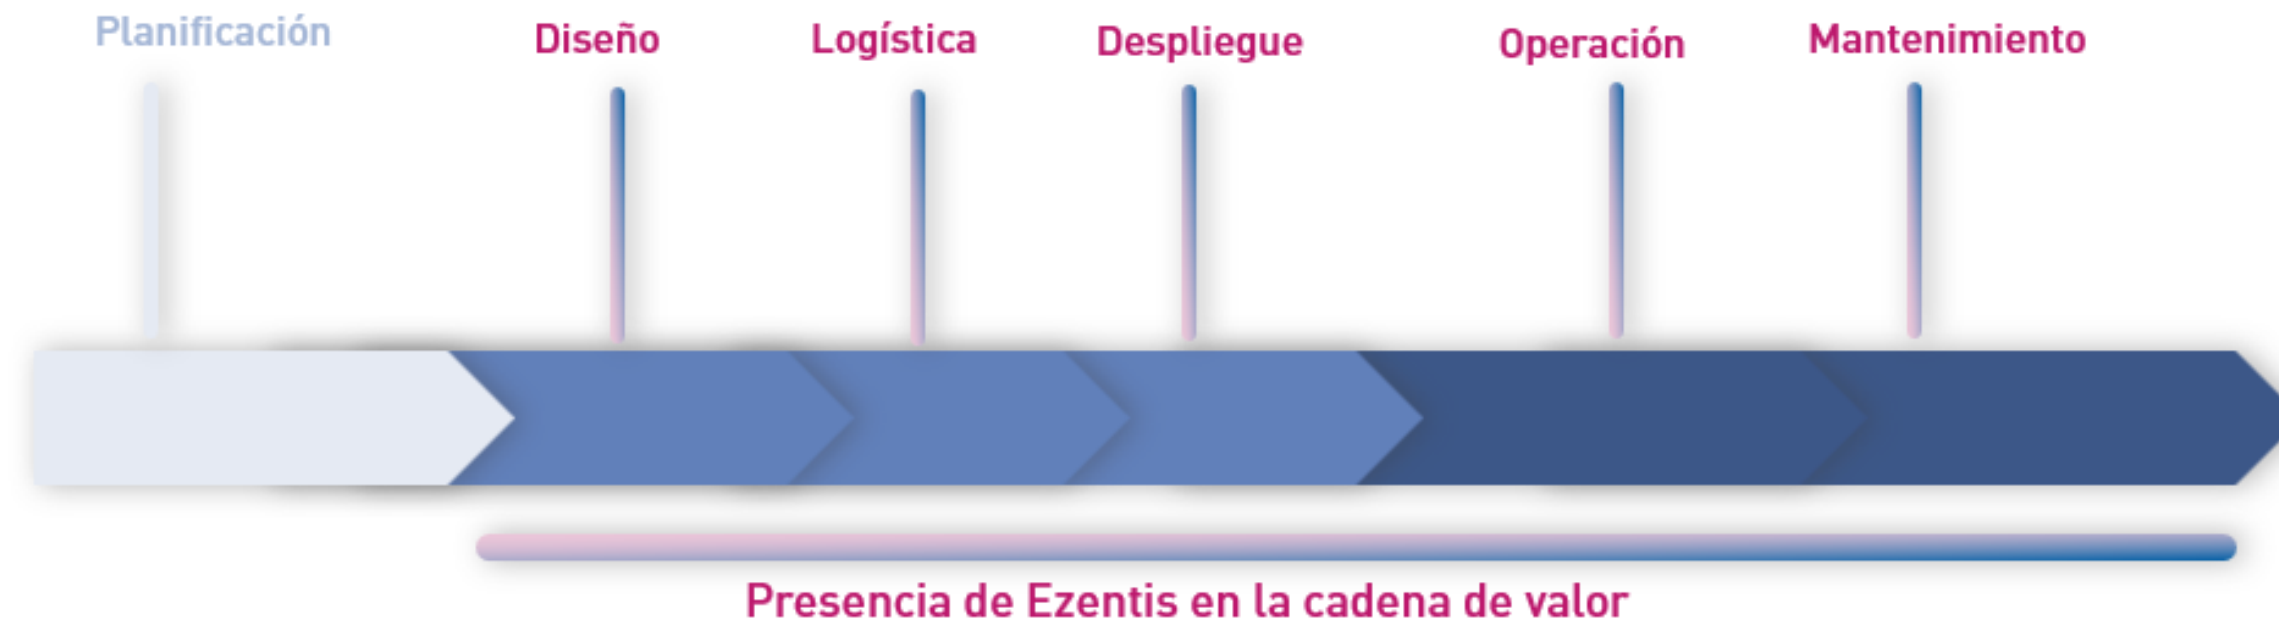 Planificación
Diseño
Logística
Despliegue
Operación
Mantenimiento
Presencia de Ezentis en la cadena de valor